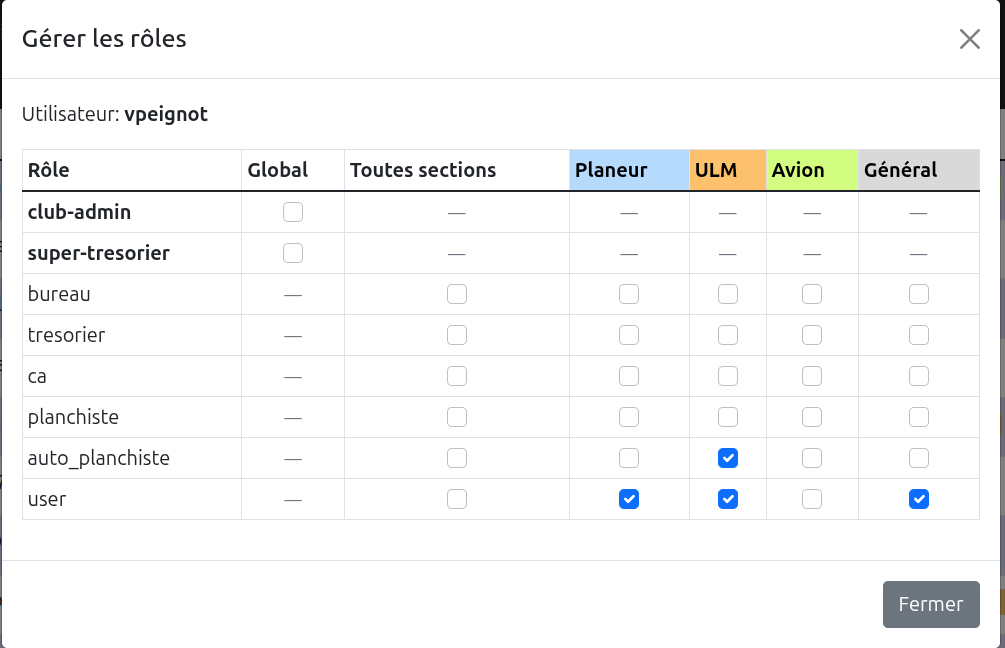 Gérer les rôles
Utilisateur: vpeignot
Rôle Global Toutes sections Planeur ULM Avion Général
club-admin — — — — —
super-tresorier — — — — —
bureau —
tresorier —
ca —
planchiste —
auto_planchiste —
user —
Fermer